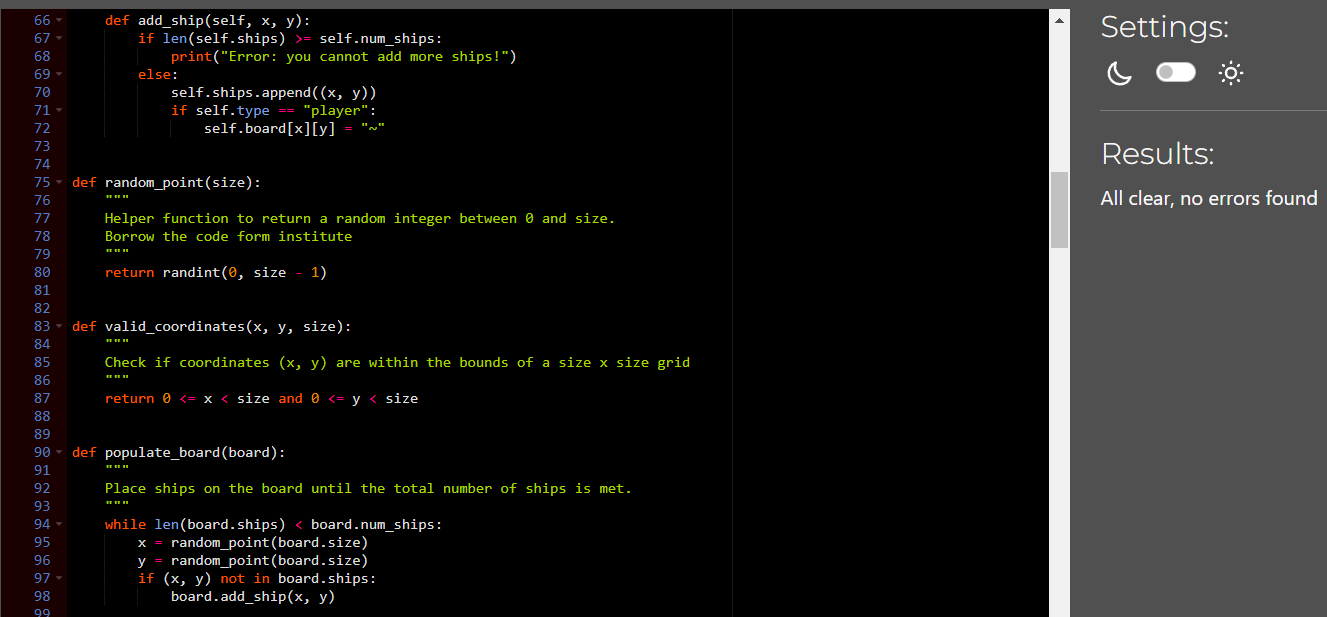 66 def add_ship(self, x, y):
67 if len(self.ships) >= self.num_ships:
68 print("Error: you cannot add more ships!")
69 else:
70 self.ships.append((x, y))
71 if self.type == "player":
72 self.board[x][y] = "~"
73
74
75 def random_point(size):
76 """
77 Helper function to return a random integer between 0 and size.
78 Borrow the code form institute
79 """
80 return randint(0, size - 1)
81
82
83 def valid_coordinates(x, y, size):
84 """
85 Check if coordinates (x, y) are within the bounds of a size x size grid
86 """
87 return 0 <= x < size and 0 <= y < size
88
89
90 def populate_board(board):
91 """
92 Place ships on the board until the total number of ships is met.
93 """
94 while len(board.ships) < board.num_ships:
95 x = random_point(board.size)
96 y = random_point(board.size)
97 if (x, y) not in board.ships:
98 board.add_ship(x, y)
99
Settings:
Results:
All clear, no errors found